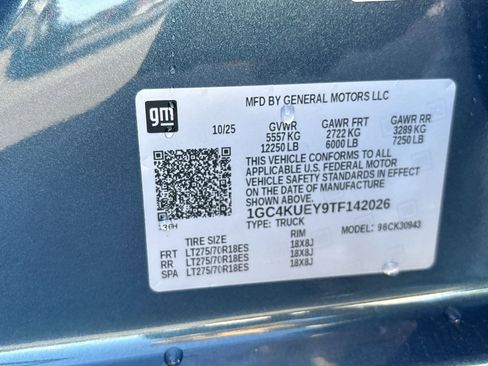 gm
MFD BY GENERAL MOTORS LLC
10/25 GVWR GAWR FRT GAWR RR
5557 KG 2722 KG 3289 KG
12250 LB 6000 LB 7250 LB
THIS VEHICLE CONFORMS TO ALL
APPLICABLE U.S. FEDERAL MOTOR
VEHICLE SAFETY STANDARDS IN EFFECT
ON THE DATE OF MANUFACTURE
1GC4KUEY9TF142026
TYPE: TRUCK MODEL: 96CK30943
TIRE SIZE RIM
FRT LT275/70R18ES 18X8J
RR LT275/70R18ES 18X8J
SPA LT275/70R18ES 18X8J